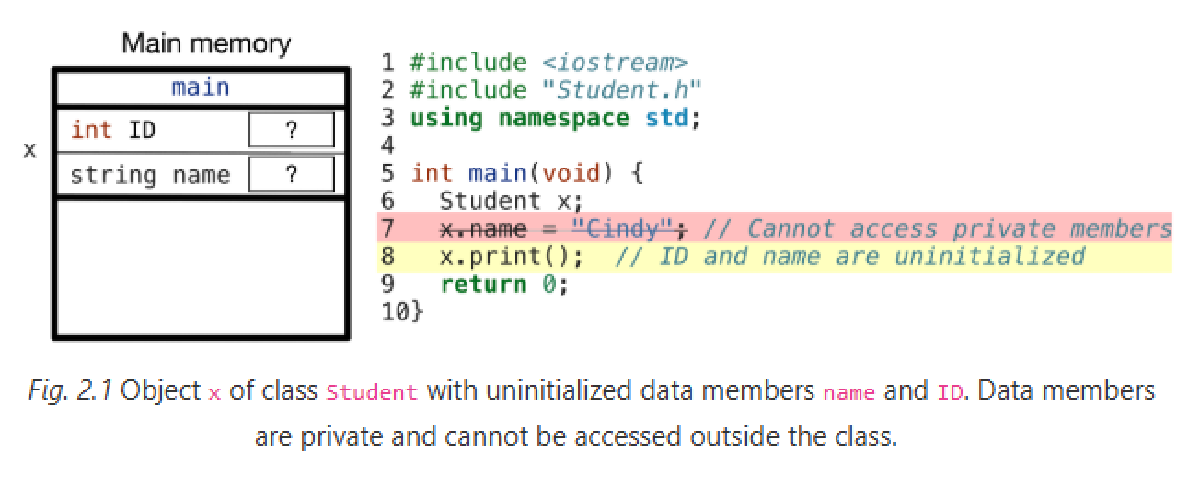 Main memory
main
int ID ?
x
string name ?
1 #include <iostream>
2 #include "Student.h"
3 using namespace std;
4
5 int main(void) {
6 Student x;
7 x.name = "Cindy"; // Cannot access private members
8 x.print(); // ID and name are uninitialized
9 return 0;
10}
Fig. 2.1 Object x of class Student with uninitialized data members name and ID. Data members
are private and cannot be accessed outside the class.